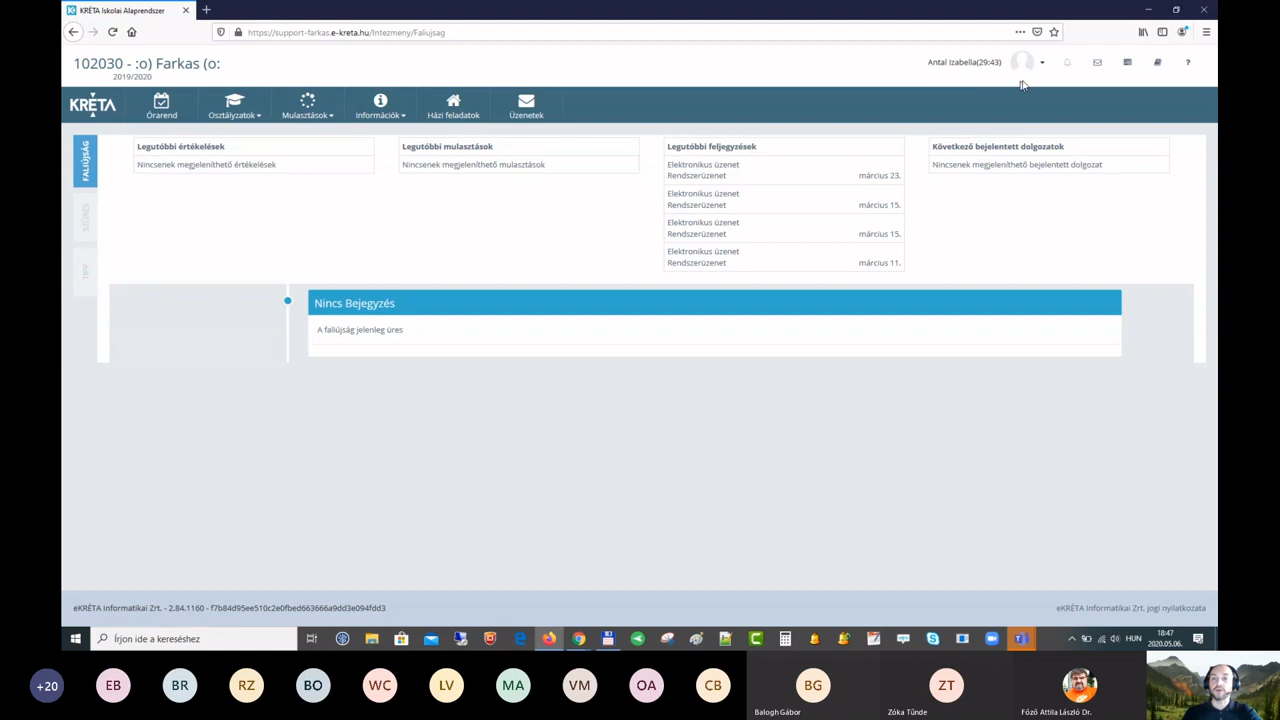 KRÉTA Iskolai Alaprendszer
https://support-farkas.e-kreta.hu/Intezmeny/Faliujsag
102030 - :o) Farkas (o:
2019/2020
Antal Izabella(29:43)
KRÉTA
Órarend
Osztályzatok
Mulasztások
Információk
Házi feladatok
Üzenetek
FALIÚJSÁG
SZŰRÉS
TIPP
Legutóbbi értékelések
Nincsenek megjeleníthető értékelések
Legutóbbi mulasztások
Nincsenek megjeleníthető mulasztások
Legutóbbi feljegyzések
Elektronikus üzenet
Rendszerüzenet március 23.
Elektronikus üzenet
Rendszerüzenet március 15.
Elektronikus üzenet
Rendszerüzenet március 15.
Elektronikus üzenet
Rendszerüzenet március 11.
Következő bejelentett dolgozatok
Nincsenek megjeleníthető bejelentett dolgozat
Nincs Bejegyzés
A faliújság jelenleg üres
eKRÉTA Informatikai Zrt. - 2.84.1160 - f7b84d95ee510c2e0fbed663666a9dd3e094fdd3
eKRÉTA Informatikai Zrt. jogi nyilatkozata
Írjon ide a kereséshez
HUN
18:47
2020.05.06.
+20
EB
BR
RZ
BO
WC
LV
MA
VM
OA
CB
BG
Balogh Gábor
ZT
Zóka Tünde
Főző Attila László Dr.